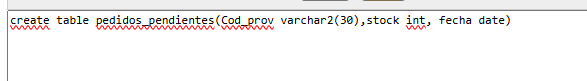 create table pedidos_pendientes(Cod_prov varchar2(30),stock int, fecha date)